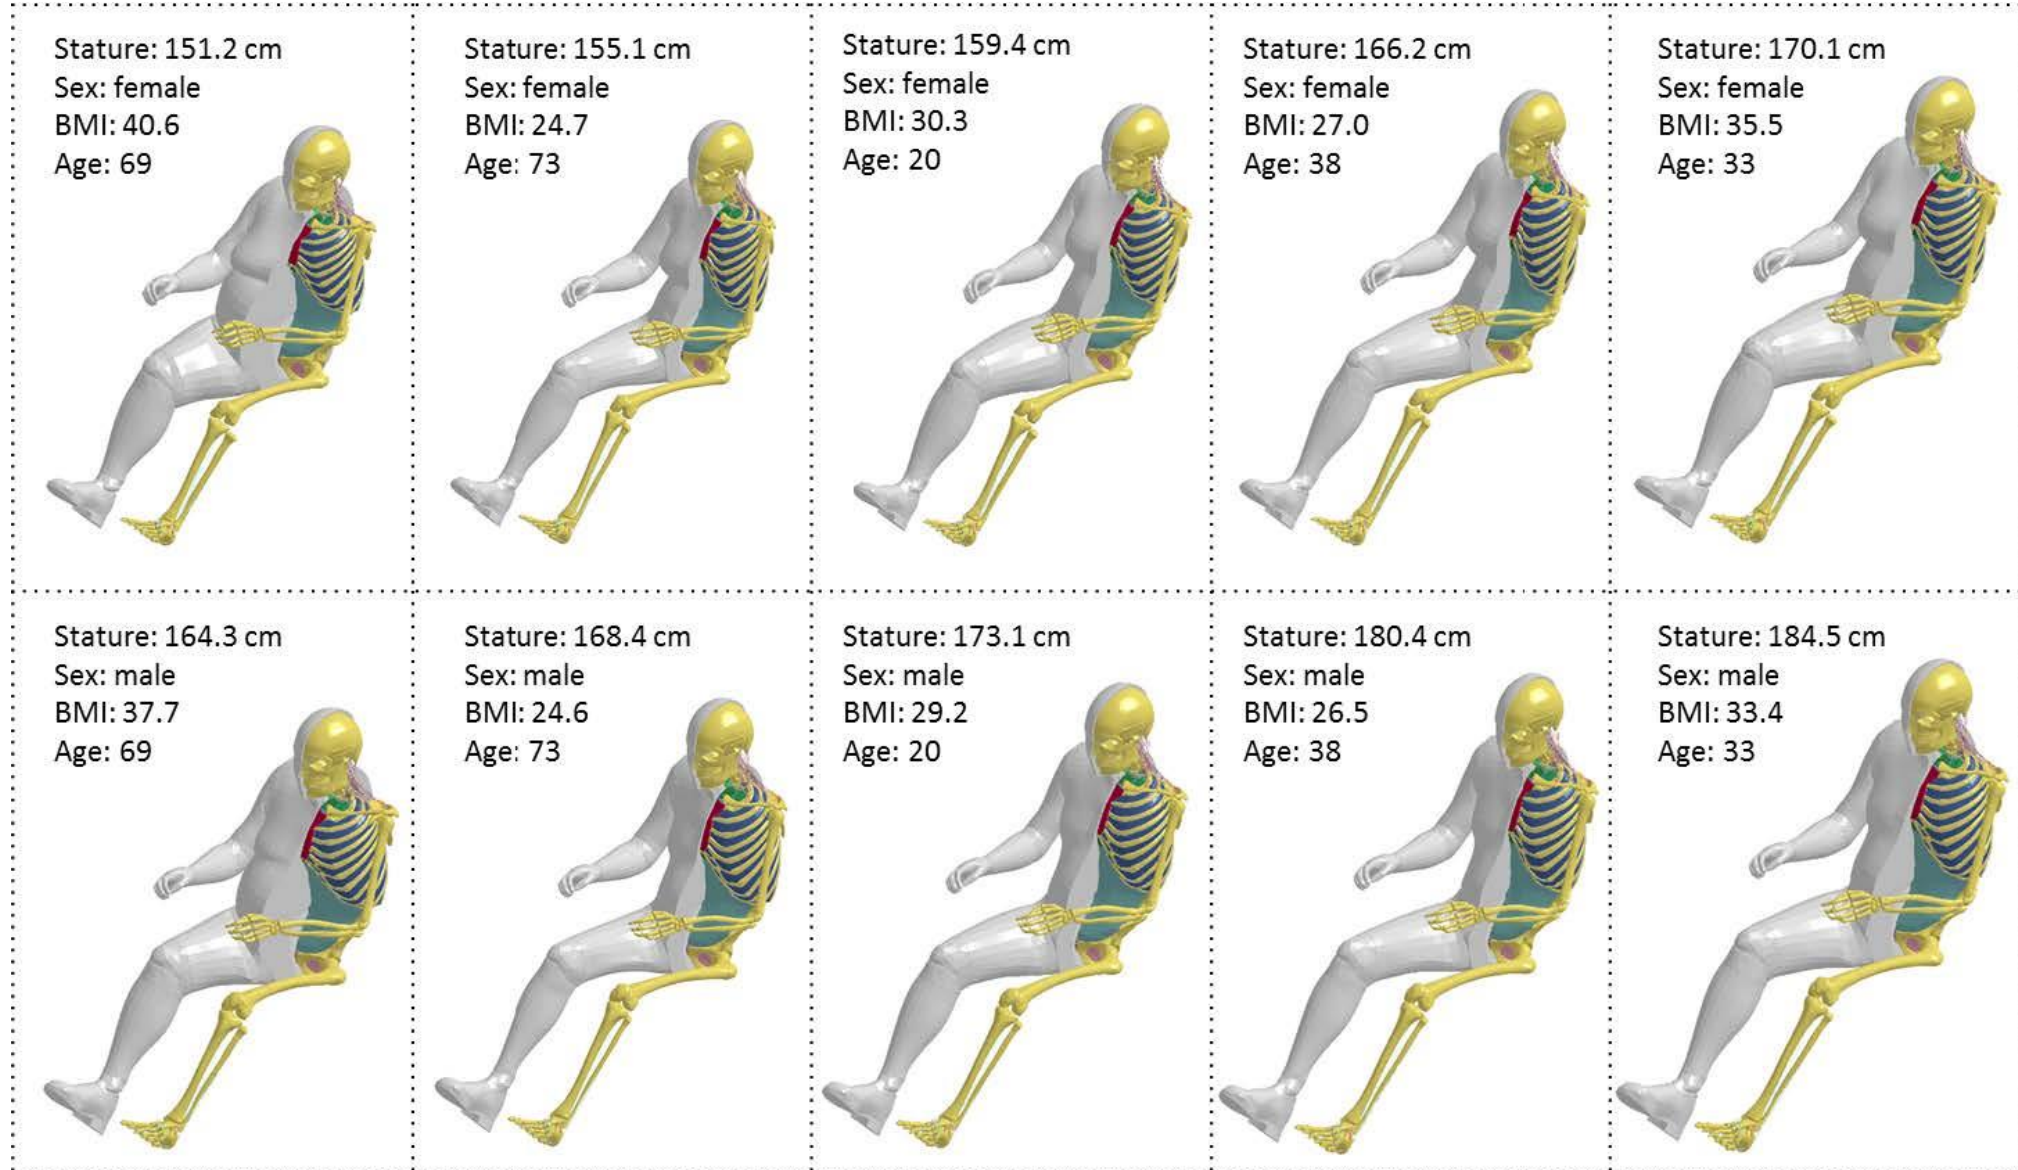 Stature: 151.2 cm
Sex: female
BMI: 40.6
Age: 69
Stature: 155.1 cm
Sex: female
BMI: 24.7
Age: 73
Stature: 159.4 cm
Sex: female
BMI: 30.3
Age: 20
Stature: 166.2 cm
Sex: female
BMI: 27.0
Age: 38
Stature: 170.1 cm
Sex: female
BMI: 35.5
Age: 33
Stature: 164.3 cm
Sex: male
BMI: 37.7
Age: 69
Stature: 168.4 cm
Sex: male
BMI: 24.6
Age: 73
Stature: 173.1 cm
Sex: male
BMI: 29.2
Age: 20
Stature: 180.4 cm
Sex: male
BMI: 26.5
Age: 38
Stature: 184.5 cm
Sex: male
BMI: 33.4
Age: 33